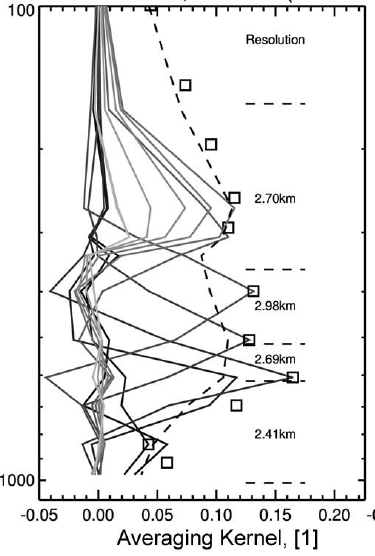 100
Resolution
2.70km
2.98km
2.69km
2.41km
1000
-0.05 0.00 0.05 0.10 0.15 0.20 -0
Averaging Kernel, [1]